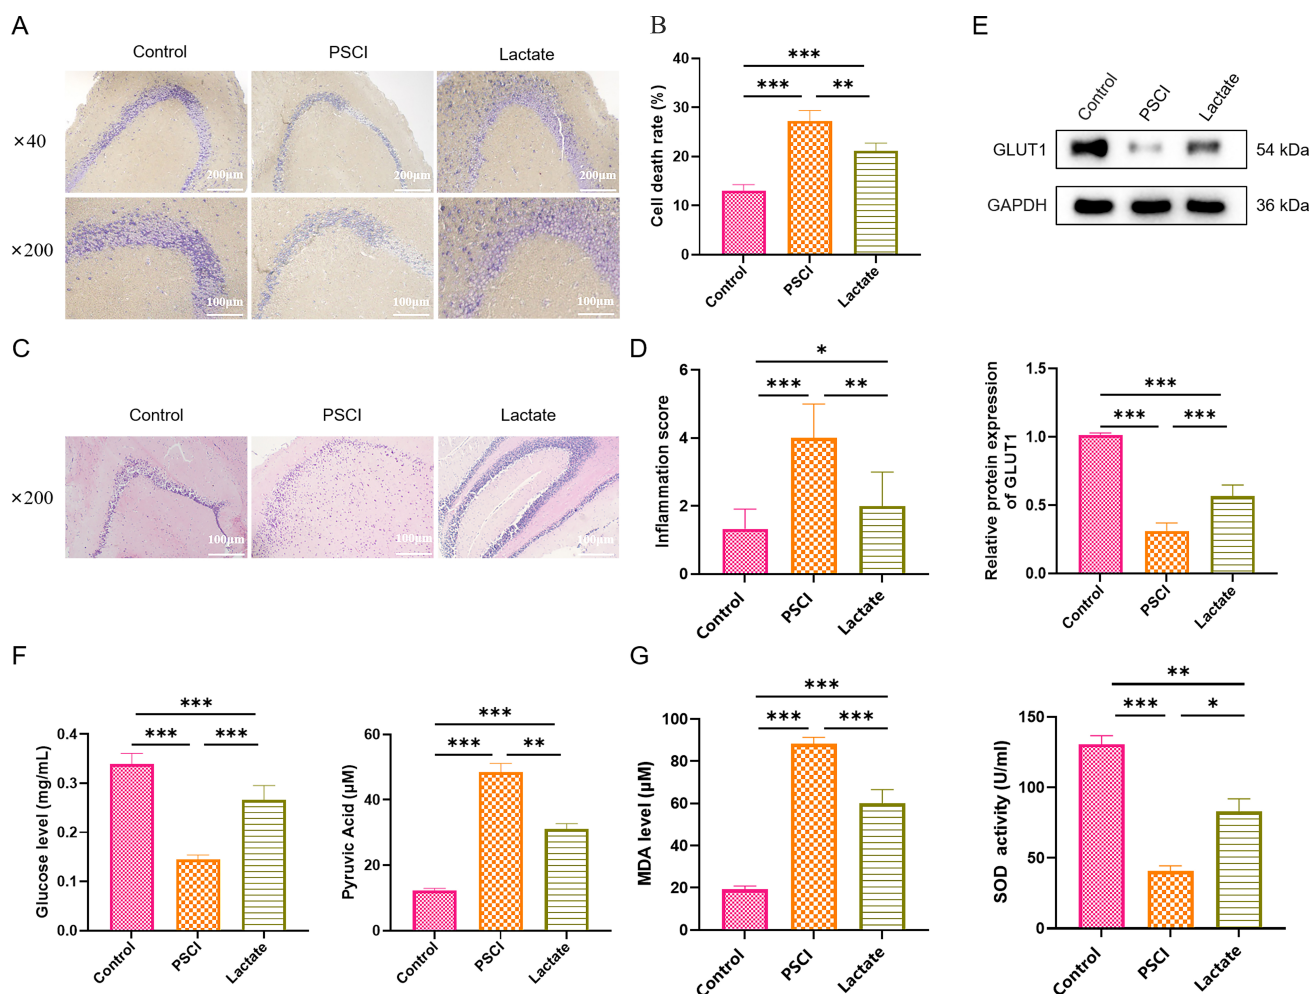 A
Control PSCI Lactate
×40
200μm 200μm 200μm
×200
100μm 100μm 100μm
B
***
*** **
Cell death rate (%)
40
30
20
10
0
Control PSCI Lactate
E
Control PSCI Lactate
GLUT1 54 kDa
GAPDH 36 kDa
C
Control PSCI Lactate
×200
100μm 100μm 100μm
D
*
*** **
Inflammation score
6
4
2
0
Control PSCI Lactate
***
*** ***
Relative protein expression
of GLUT1
1.5
1.0
0.5
0.0
Control PSCI Lactate
F
***
*** ***
Glucose level (mg/mL)
0.4
0.3
0.2
0.1
0.0
Control PSCI Lactate
***
*** **
Pyruvic Acid (μM)
60
40
20
0
Control PSCI Lactate
G
***
*** ***
MDA level (μM)
100
80
60
40
20
0
Control PSCI Lactate
**
*** *
SOD activity (U/ml)
150
100
50
0
Control PSCI Lactate